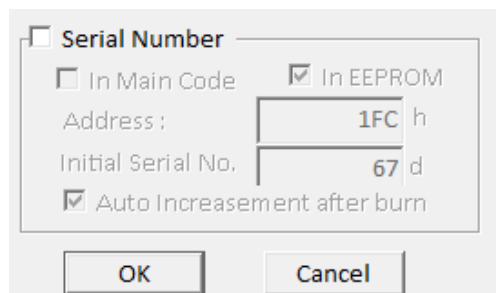 Serial Number
In Main Code In EEPROM
Address : 1FC h
Initial Serial No. 67 d
Auto Increasement after burn
OK Cancel